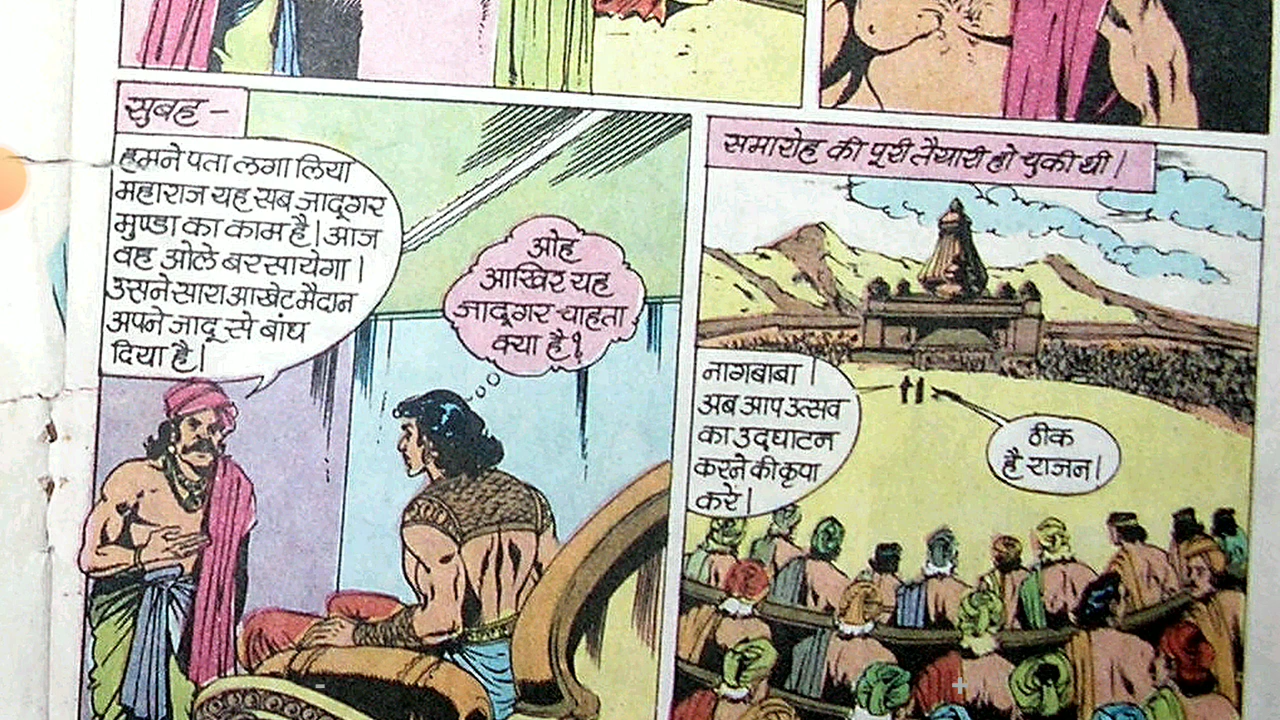 सुबह -
हमने पता लगा लिया
महाराज यह सब जादूगर
मुण्डा का काम है। आज
वह ओले बरसायेगा।
उसने सारा आखेट मैदान
अपने जादू से बांध
दिया है।
ओह
आखिर यह
जादूगर चाहता
क्या है?
समारोह की पूरी तैयारी हो चुकी थी।
नागबाबा।
अब आप उत्सव
का उद्घाटन
करने की कृपा
करे।
ठीक
है राजन।